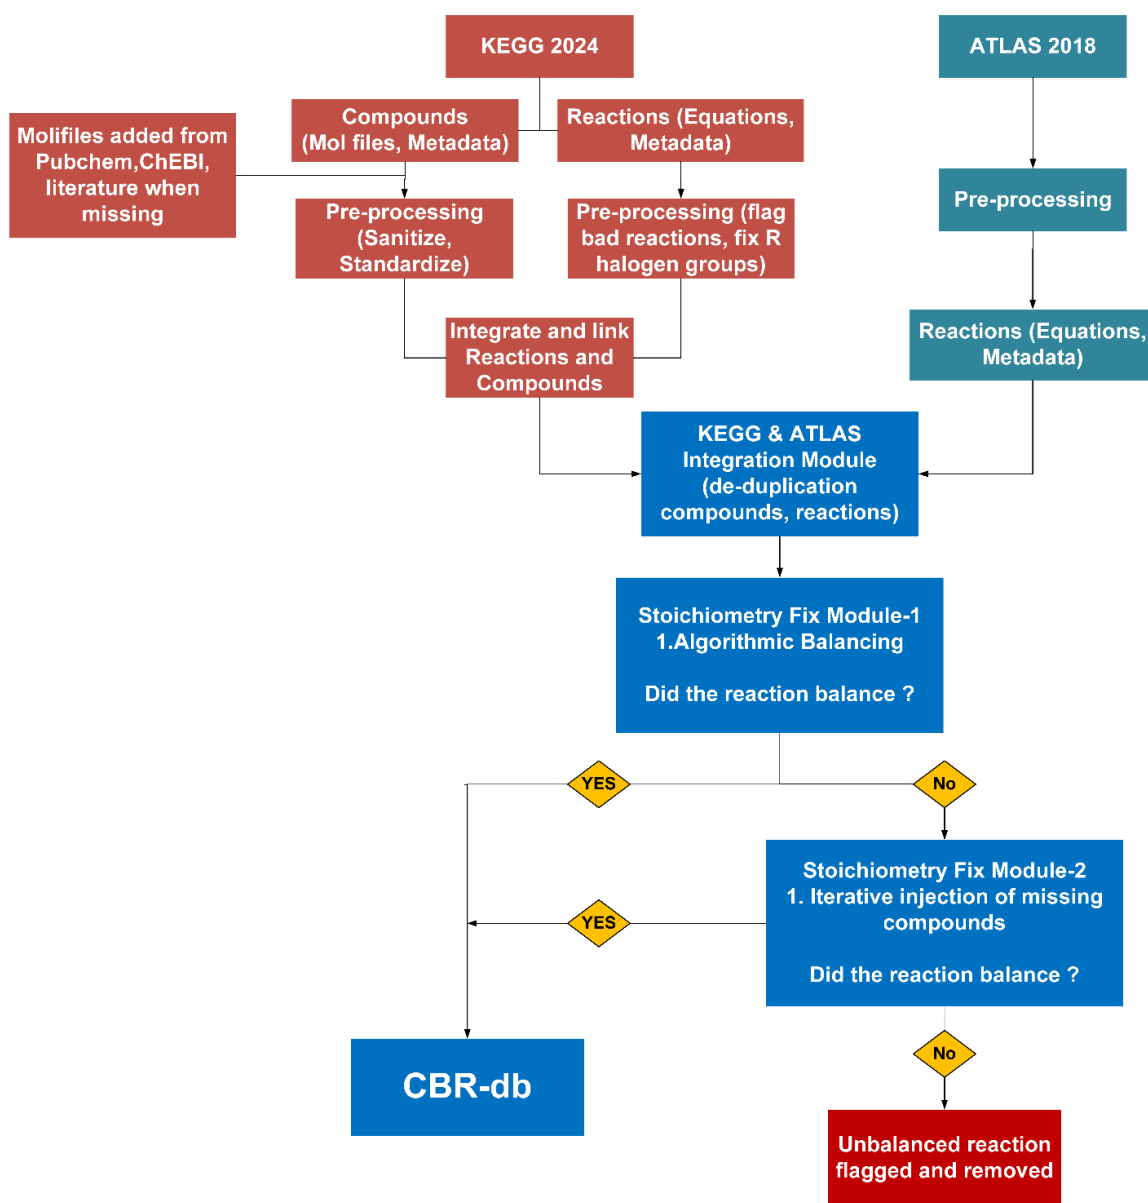 KEGG 2024
ATLAS 2018
Compounds
(Mol files, Metadata)
Reactions (Equations,
Metadata)
Molifiles added from
Pubchem,ChEBI,
literature when
missing
Pre-processing
(Sanitize,
Standardize)
Pre-processing (flag
bad reactions, fix R
halogen groups)
Pre-processing
Integrate and link
Reactions and
Compounds
Reactions (Equations,
Metadata)
KEGG & ATLAS
Integration Module
(de-duplication
compounds, reactions)
Stoichiometry Fix Module-1
1.Algorithmic Balancing
Did the reaction balance ?
YES
No
Stoichiometry Fix Module-2
1. Iterative injection of missing
compounds
Did the reaction balance ?
YES
No
CBR-db
Unbalanced reaction
flagged and removed